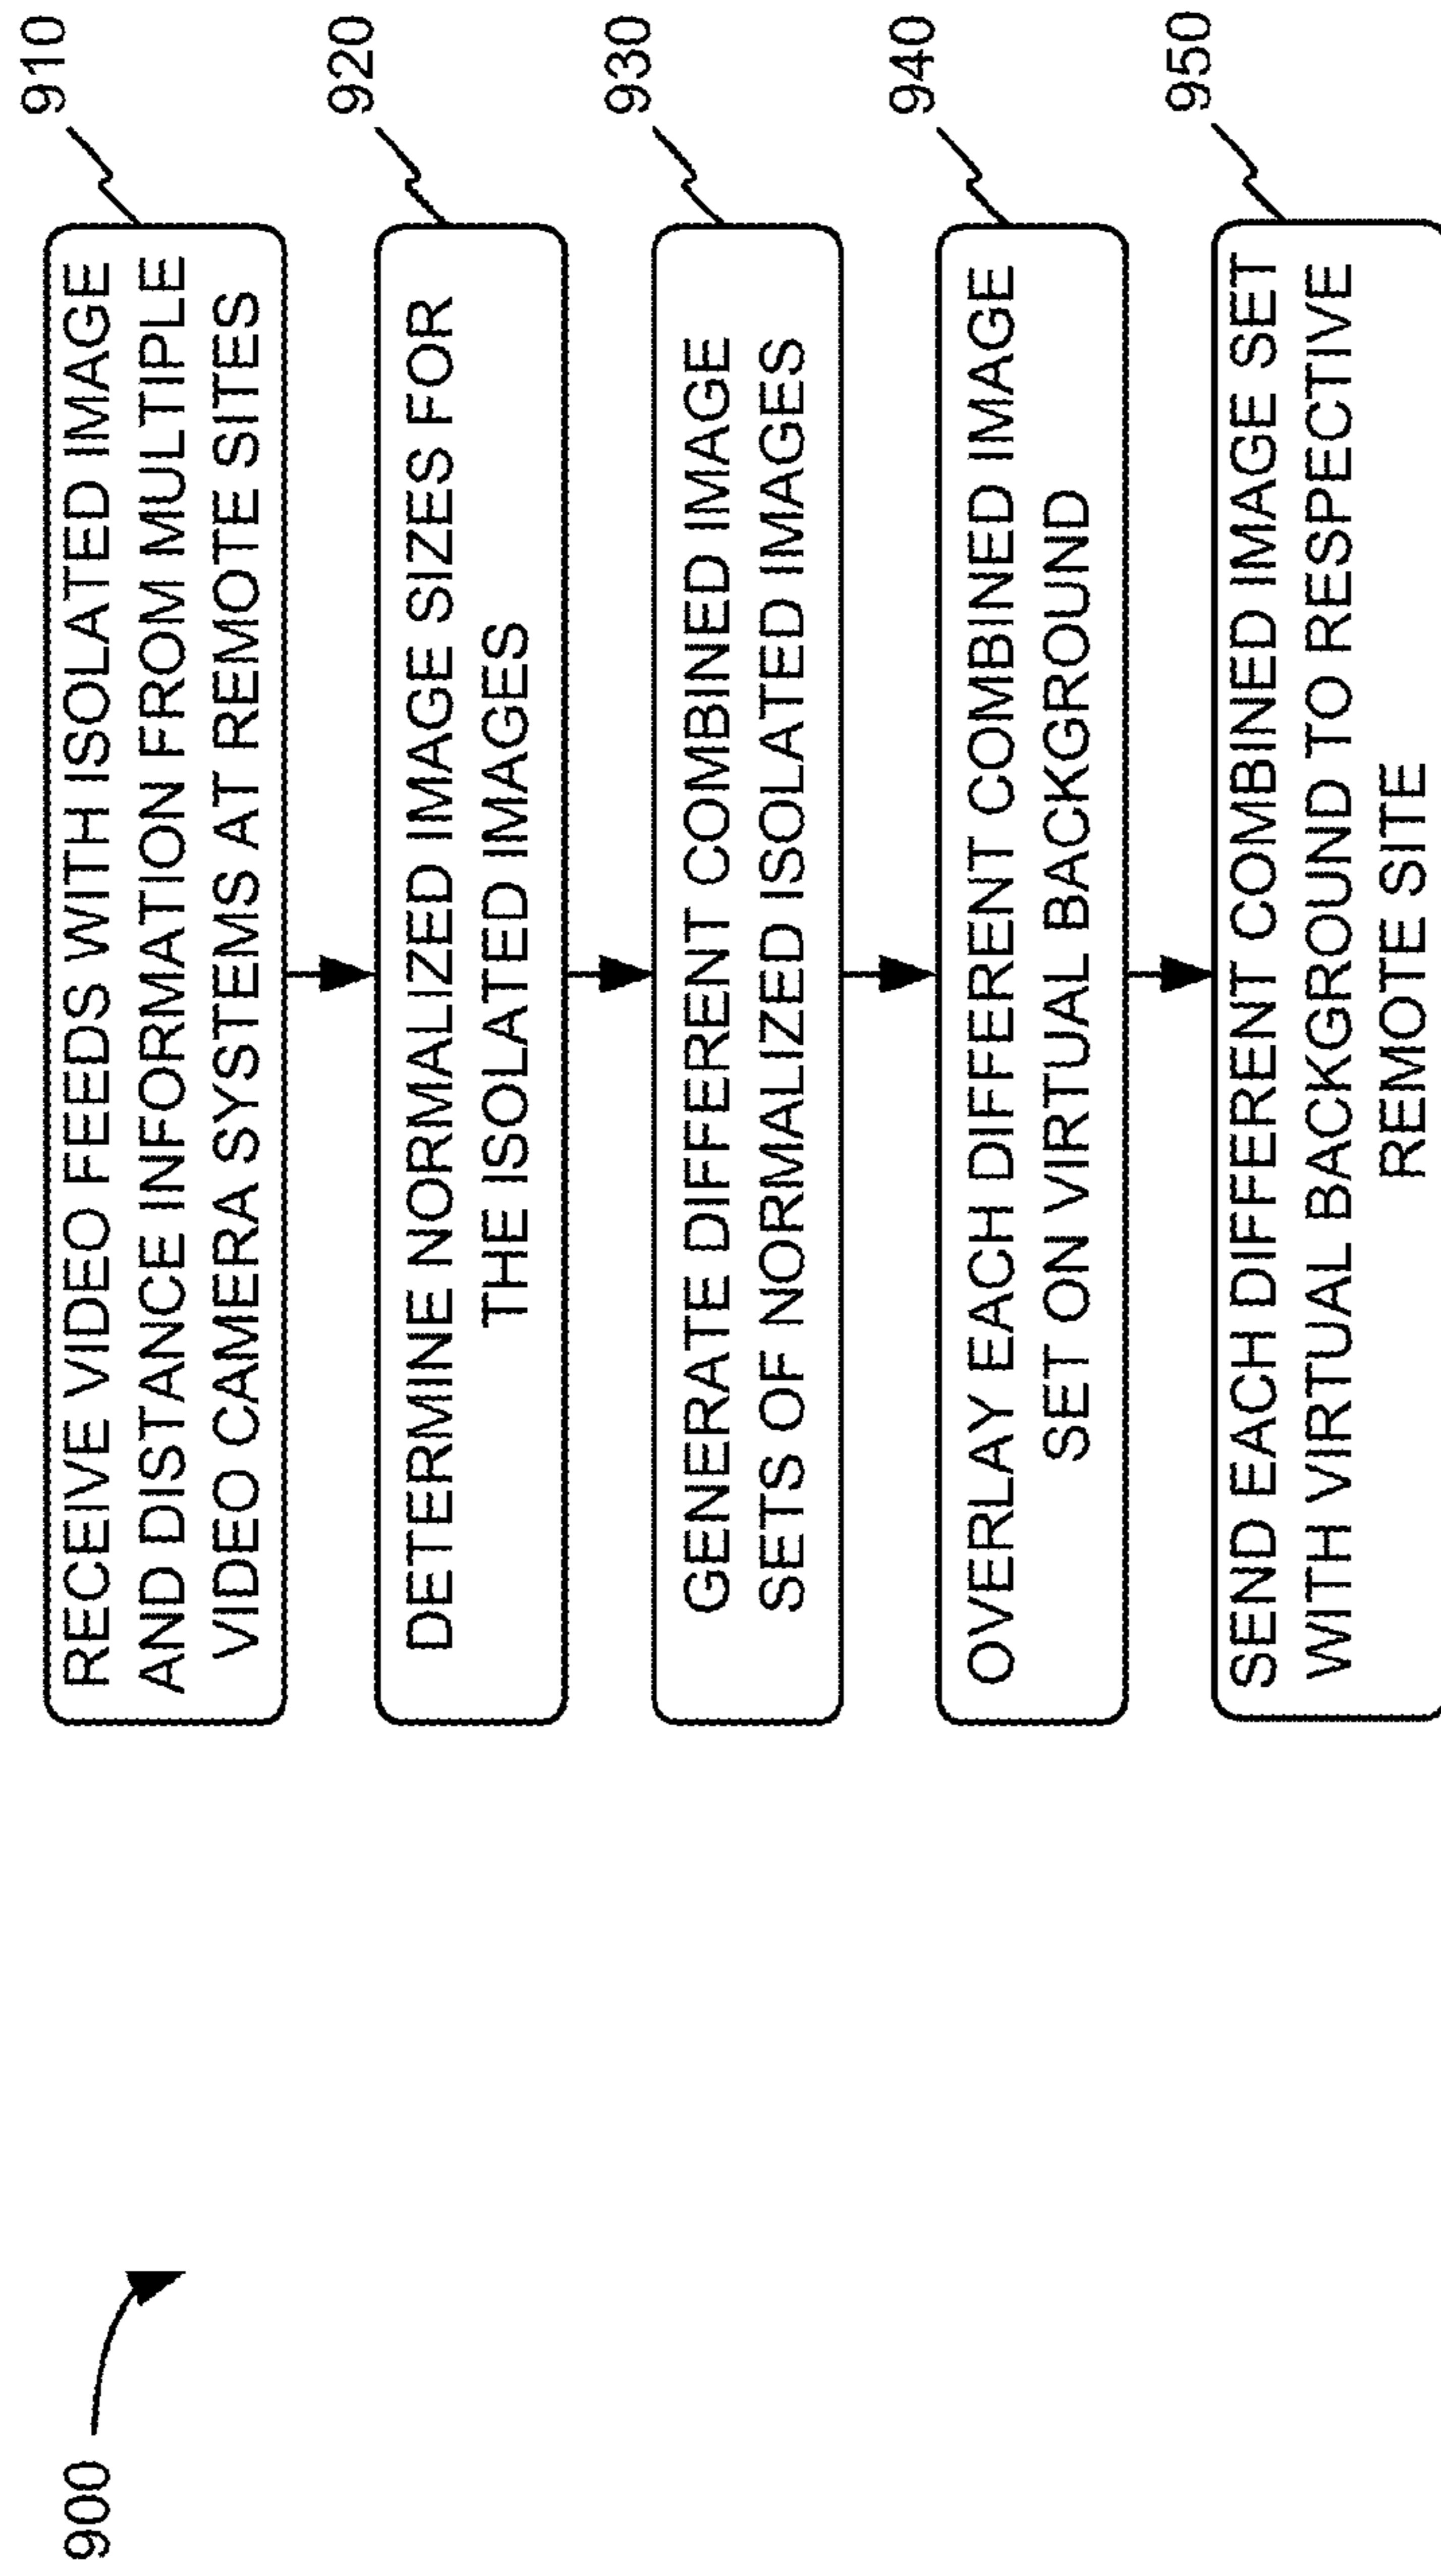 900
910
RECEIVE VIDEO FEEDS WITH ISOLATED IMAGE
AND DISTANCE INFORMATION FROM MULTIPLE
VIDEO CAMERA SYSTEMS AT REMOTE SITES
920
DETERMINE NORMALIZED IMAGE SIZES FOR
THE ISOLATED IMAGES
930
GENERATE DIFFERENT COMBINED IMAGE
SETS OF NORMALIZED ISOLATED IMAGES
940
OVERLAY EACH DIFFERENT COMBINED IMAGE
SET ON VIRTUAL BACKGROUND
950
SEND EACH DIFFERENT COMBINED IMAGE SET
WITH VIRTUAL BACKGROUND TO RESPECTIVE
REMOTE SITE